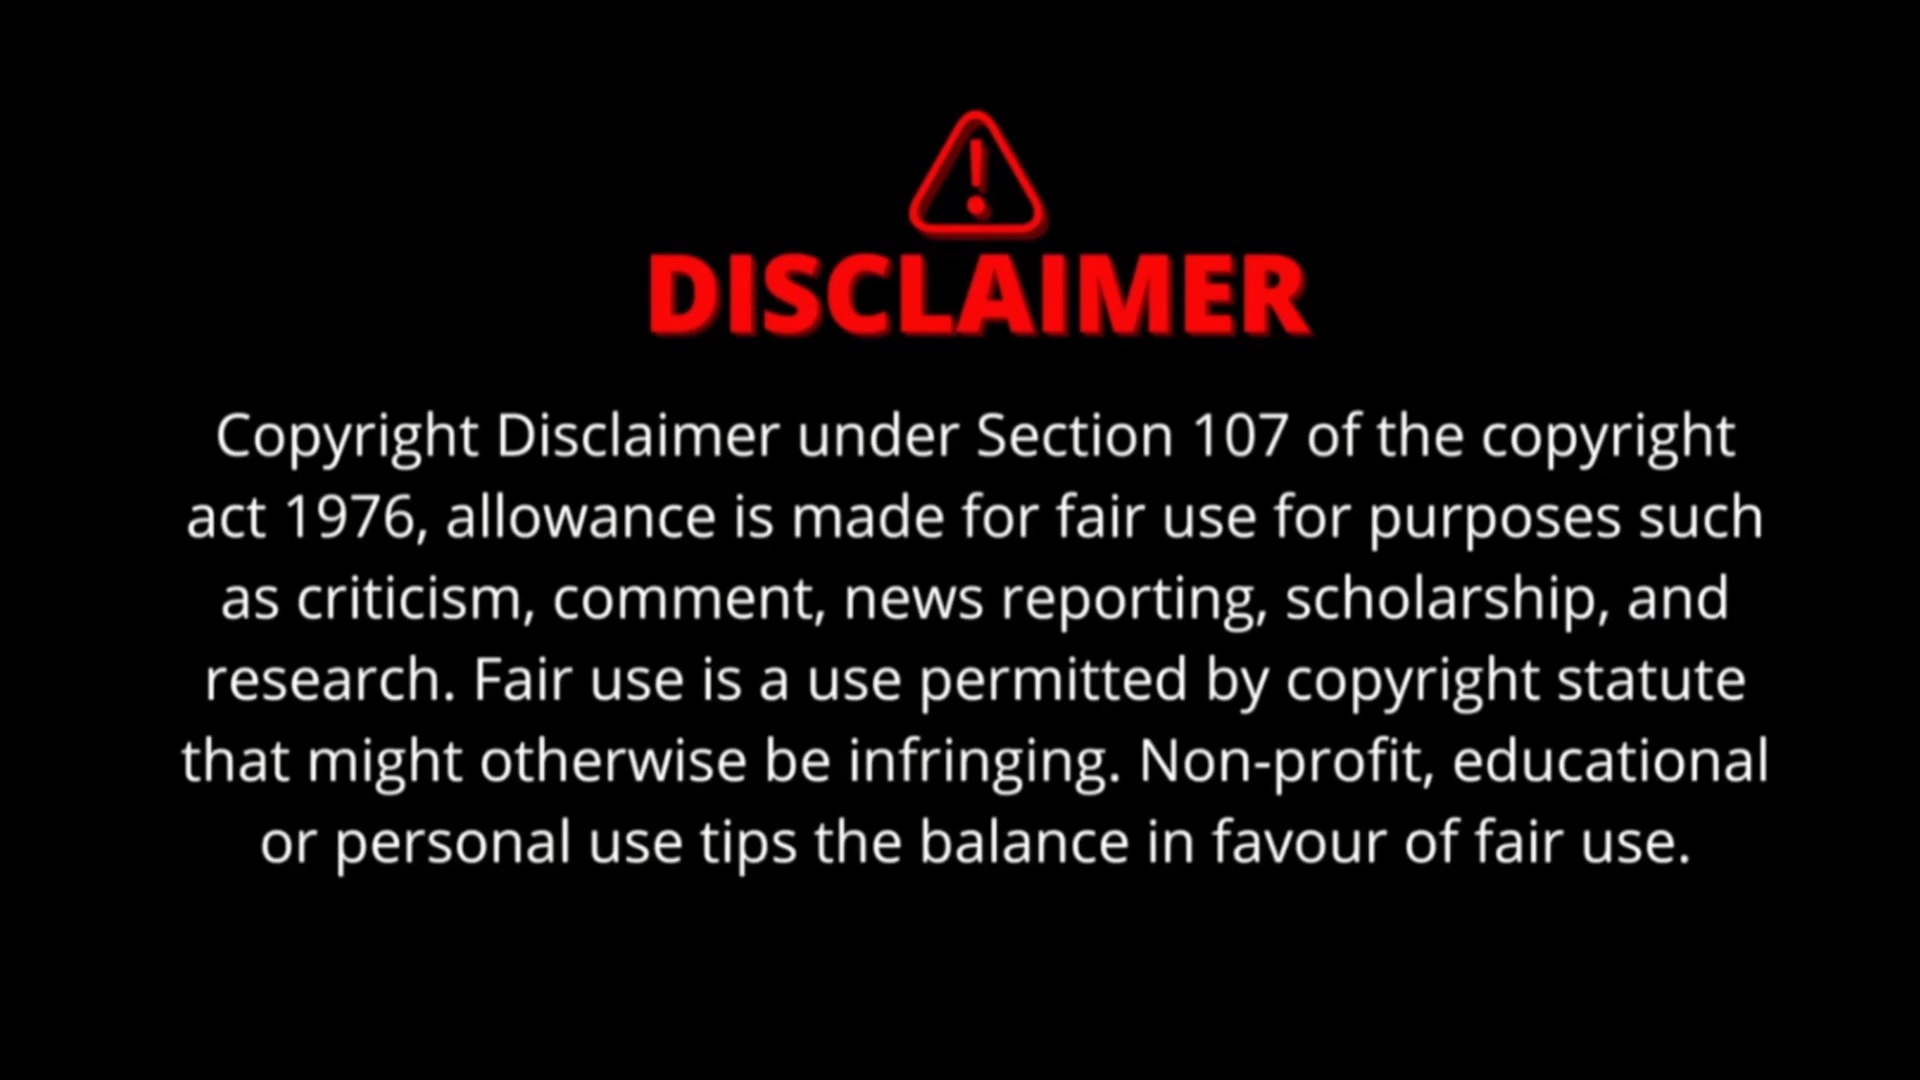 DISCLAIMER
Copyright Disclaimer under Section 107 of the copyright
act 1976, allowance is made for fair use for purposes such
as criticism, comment, news reporting, scholarship, and
research. Fair use is a use permitted by copyright statute
that might otherwise be infringing. Non-profit, educational
or personal use tips the balance in favour of fair use.